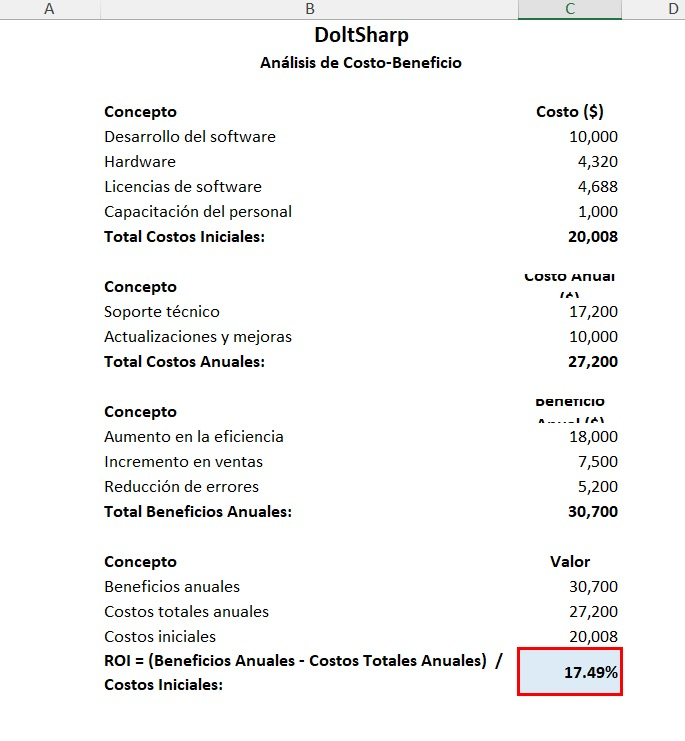 A B C D
DoItSharp
Análisis de Costo-Beneficio
Concepto Costo ($)
Desarrollo del software 10,000
Hardware 4,320
Licencias de software 4,688
Capacitación del personal 1,000
Total Costos Iniciales: 20,008
Concepto Costo Anual ($)
Soporte técnico 17,200
Actualizaciones y mejoras 10,000
Total Costos Anuales: 27,200
Concepto Beneficio Anual ($)
Aumento en la eficiencia 18,000
Incremento en ventas 7,500
Reducción de errores 5,200
Total Beneficios Anuales: 30,700
Concepto Valor
Beneficios anuales 30,700
Costos totales anuales 27,200
Costos iniciales 20,008
ROI = (Beneficios Anuales - Costos Totales Anuales) /
Costos Iniciales: 17.49%